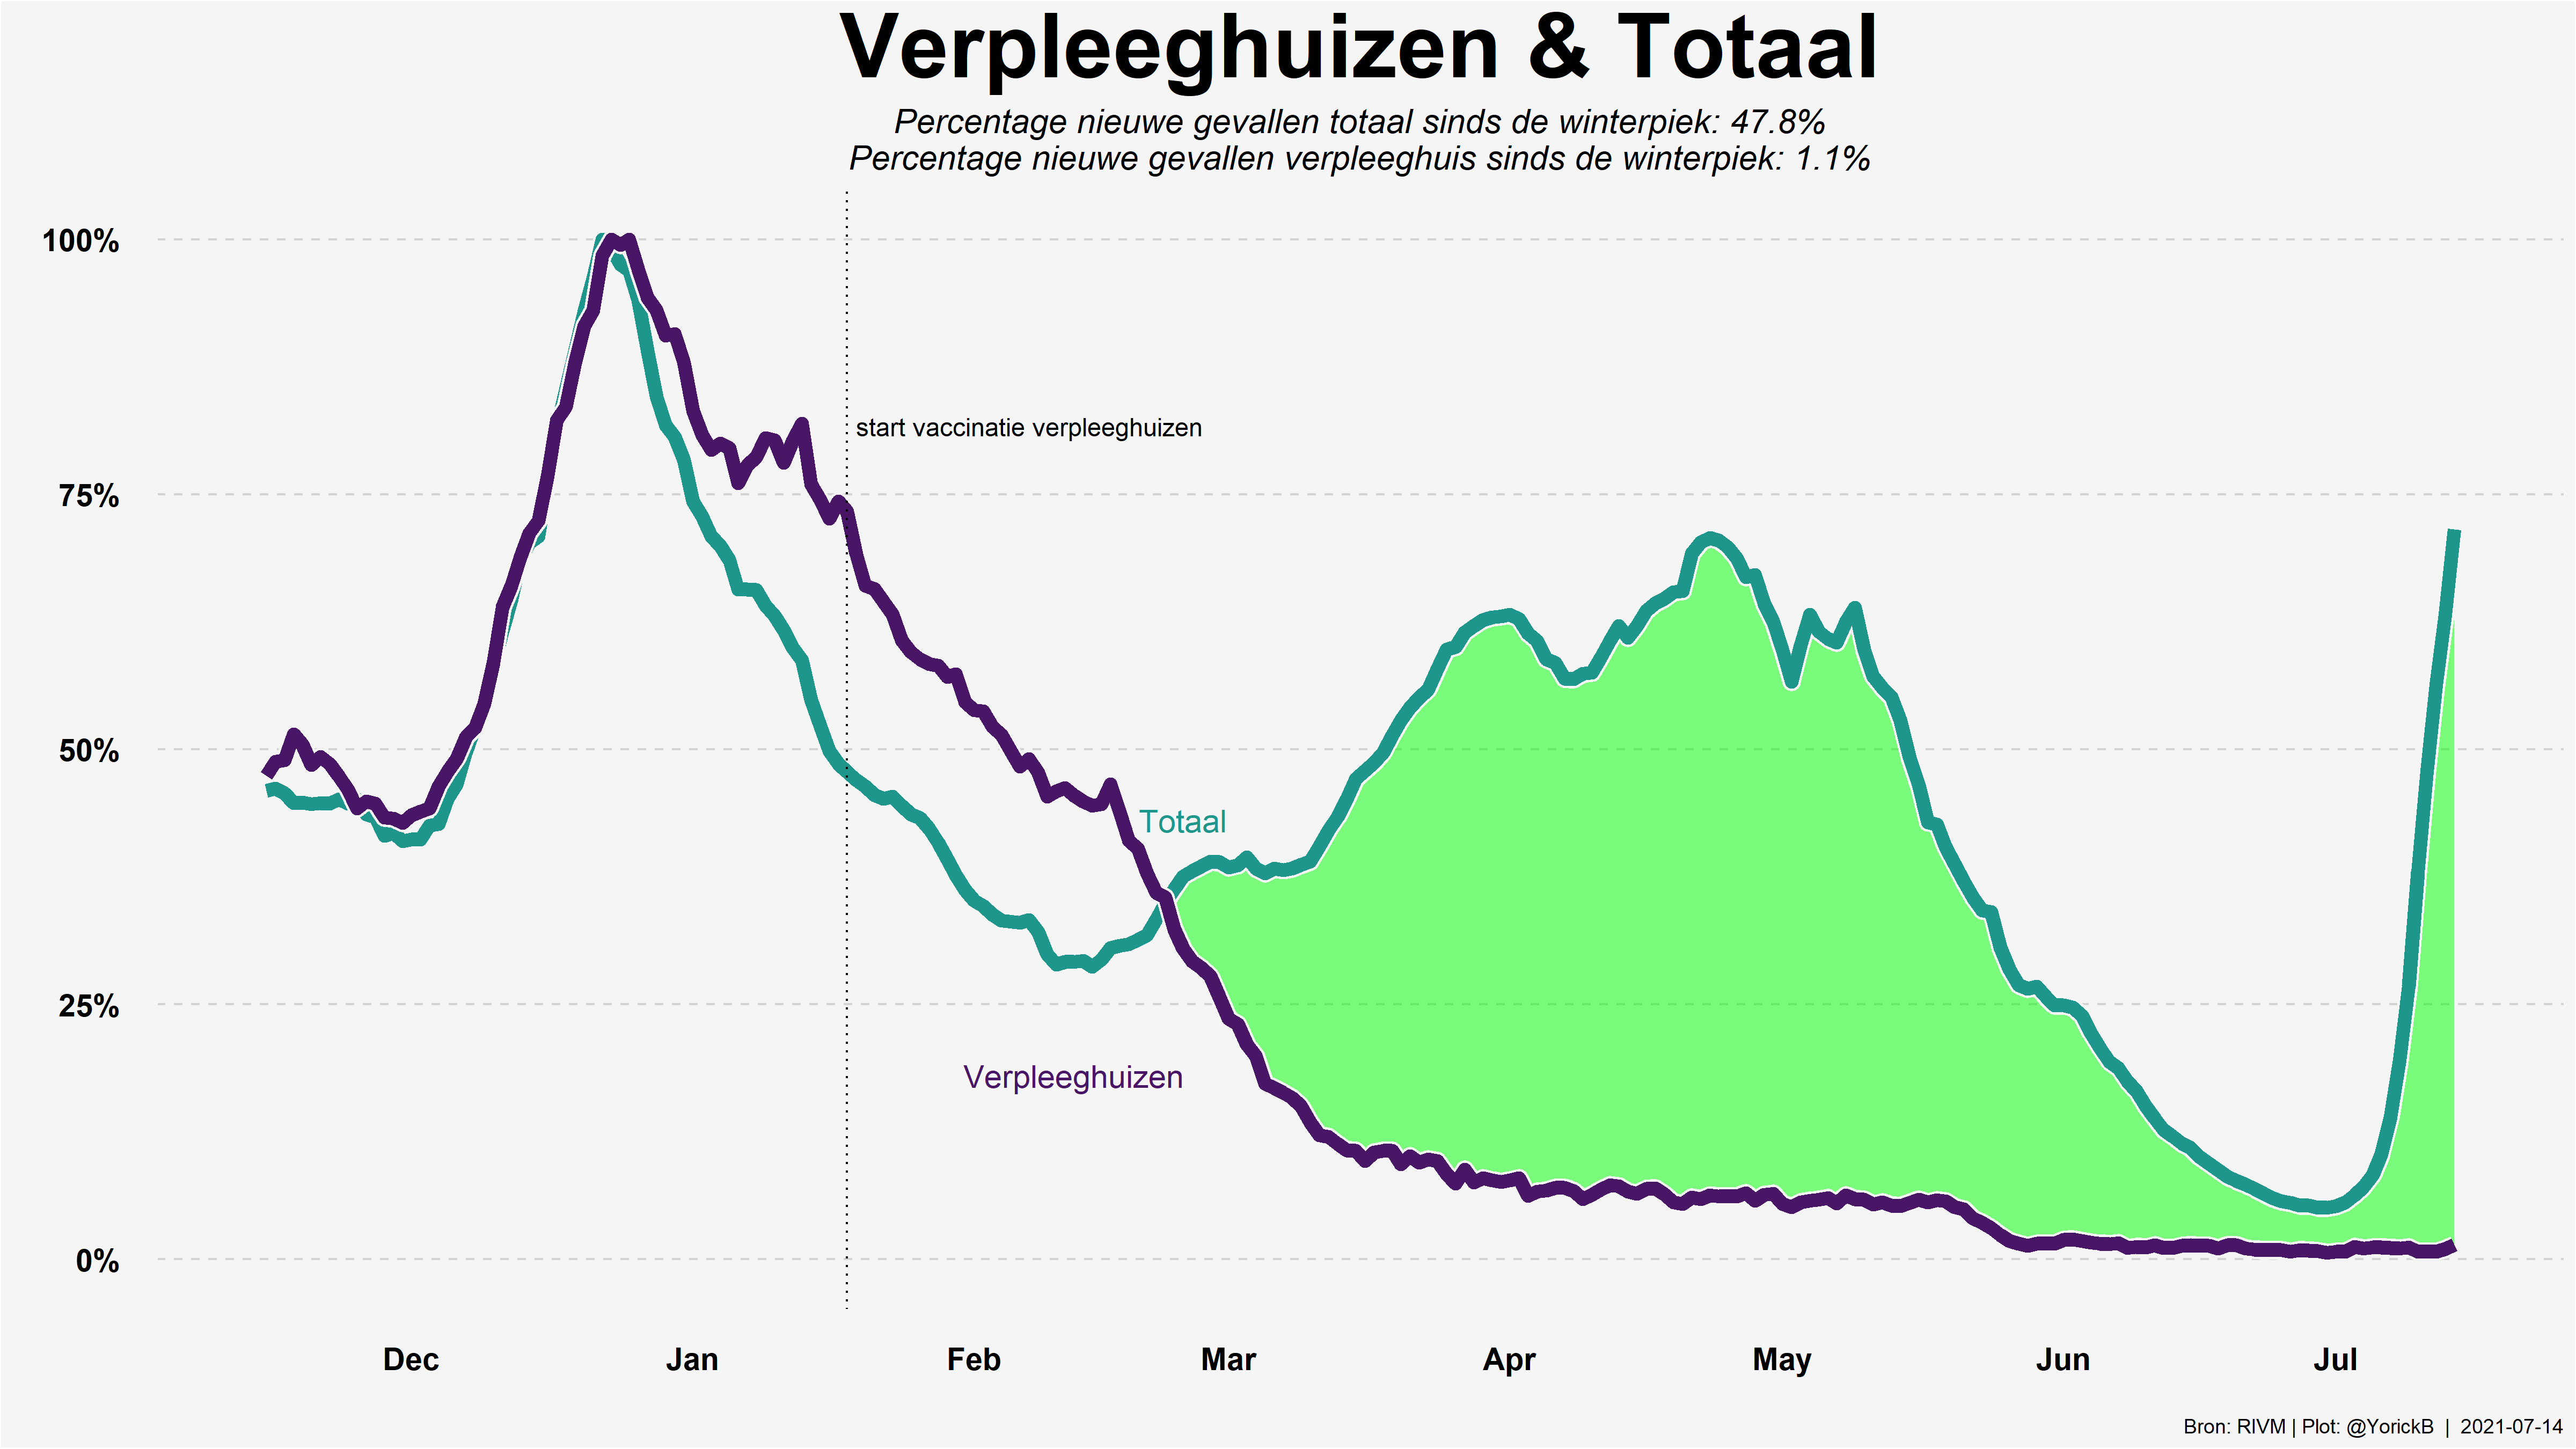 Verpleeghuizen & Totaal
Percentage nieuwe gevallen totaal sinds de winterpiek: 47.8%
Percentage nieuwe gevallen verpleeghuis sinds de winterpiek: 1.1%
100%
start vaccinatie verpleeghuizen
75%
50%
Totaal
25%
Verpleeghuizen
0%
Dec Jan Feb Mar Apr May Jun Jul
Bron: RIVM | Plot: @YorickB | 2021-07-14